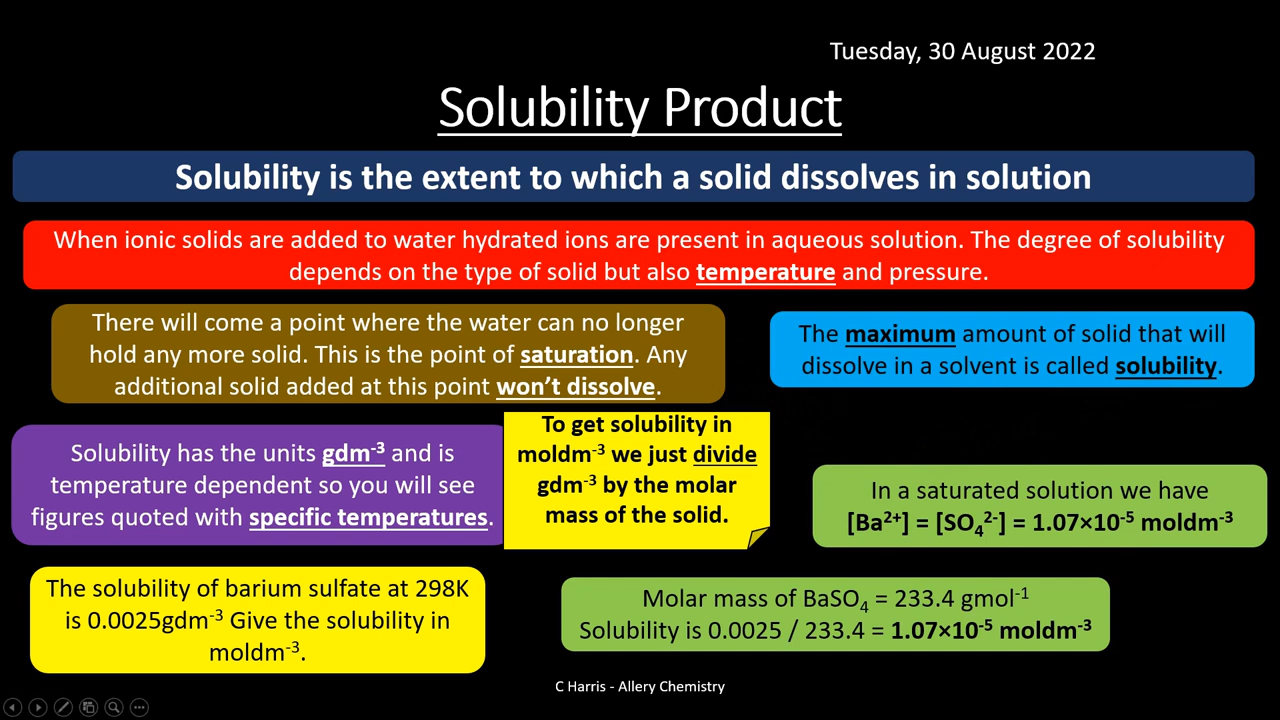 Tuesday, 30 August 2022
Solubility Product
Solubility is the extent to which a solid dissolves in solution
When ionic solids are added to water hydrated ions are present in aqueous solution. The degree of solubility
depends on the type of solid but also temperature and pressure.
There will come a point where the water can no longer
hold any more solid. This is the point of saturation. Any
additional solid added at this point won't dissolve.
The maximum amount of solid that will
dissolve in a solvent is called solubility.
Solubility has the units gdm⁻³ and is
temperature dependent so you will see
figures quoted with specific temperatures.
To get solubility in
moldm⁻³ we just divide
gdm⁻³ by the molar
mass of the solid.
In a saturated solution we have
[Ba²⁺] = [SO₄²⁻] = 1.07×10⁻⁵ moldm⁻³
The solubility of barium sulfate at 298K
is 0.0025gdm⁻³ Give the solubility in
moldm⁻³.
Molar mass of BaSO₄ = 233.4 gmol⁻¹
Solubility is 0.0025 / 233.4 = 1.07×10⁻⁵ moldm⁻³
C Harris - Allery Chemistry